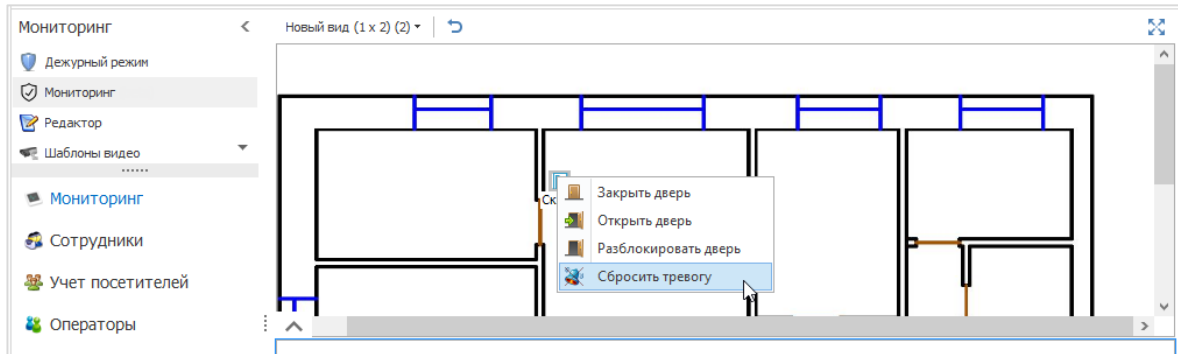 Мониторинг
Дежурный режим
Мониторинг
Редактор
Шаблоны видео
Мониторинг
Сотрудники
Учет посетителей
Операторы
Новый вид (1 x 2) (2)
Ск
Закрыть дверь
Открыть дверь
Разблокировать дверь
Сбросить тревогу